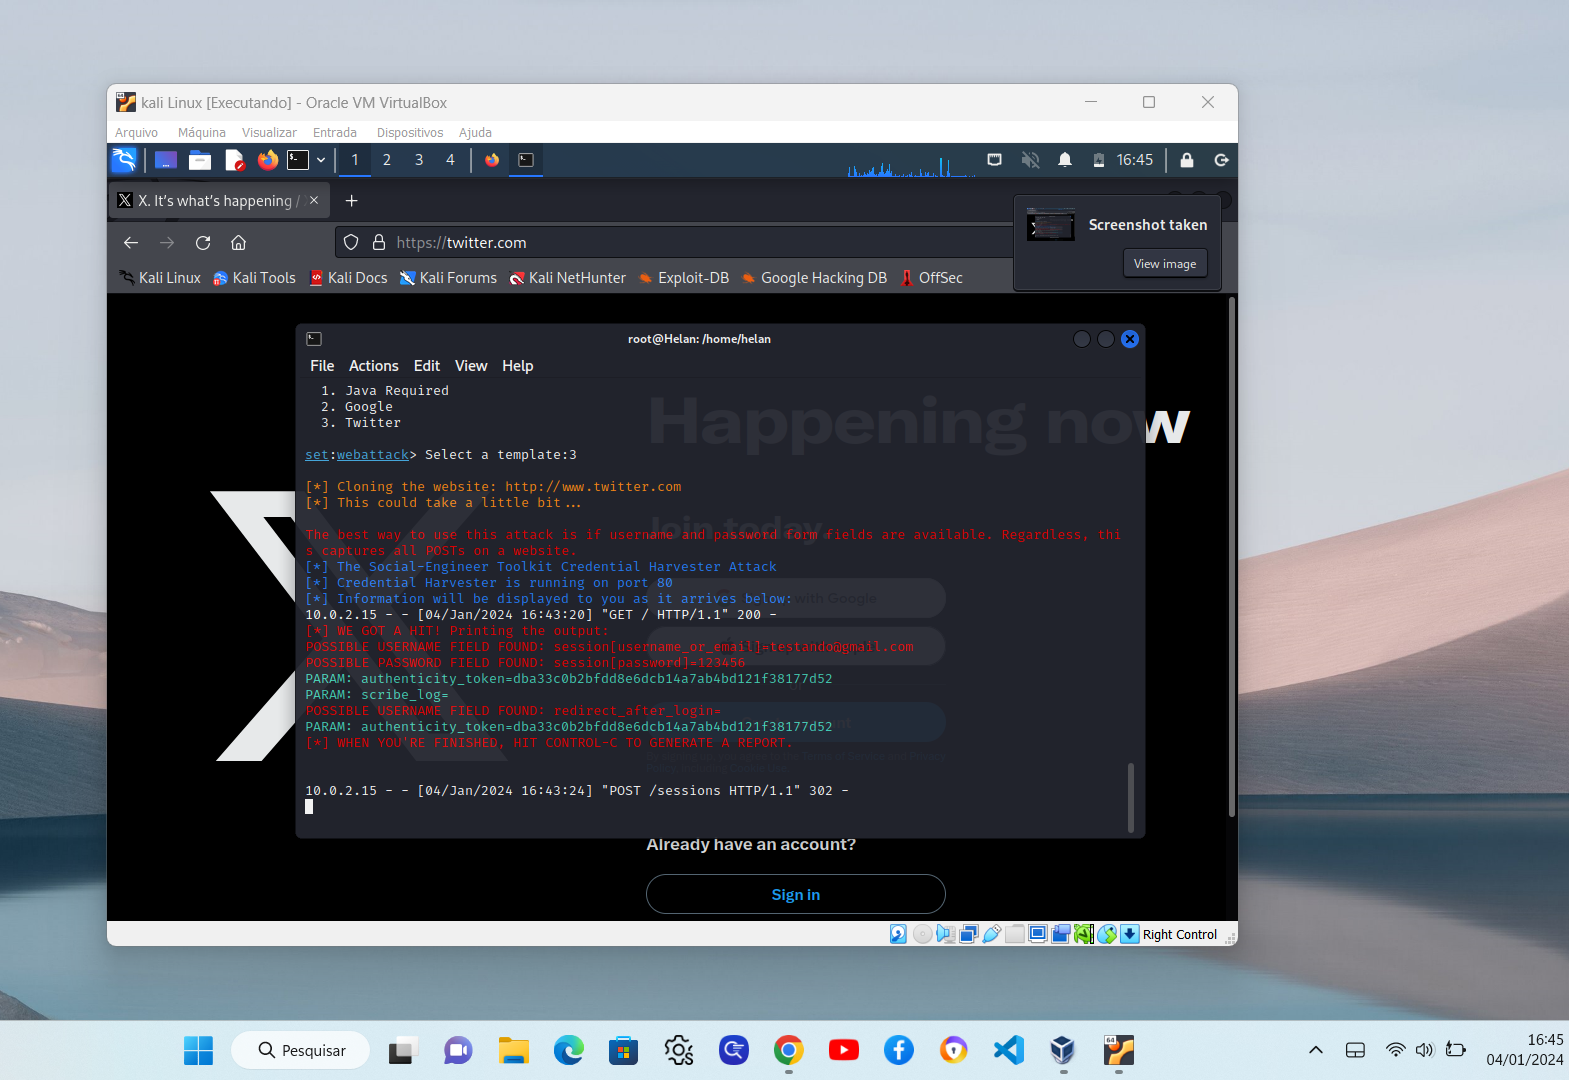 kali Linux [Executando] - Oracle VM VirtualBox
Arquivo Máquina Visualizar Entrada Dispositivos Ajuda
1 2 3 4 16:45
X. It's what's happening /
https://twitter.com
Screenshot taken
View image
Kali Linux Kali Tools Kali Docs Kali Forums Kali NetHunter Exploit-DB Google Hacking DB OffSec
root@Helan: /home/helan
File Actions Edit View Help
1. Java Required
2. Google
3. Twitter
Happening now
set:webattack> Select a template:3
[*] Cloning the website: http://www.twitter.com
[*] This could take a little bit...
Join today
The best way to use this attack is if username and password form fields are available. Regardless, thi
s captures all POSTs on a website.
[*] The Social-Engineer Toolkit Credential Harvester Attack
[*] Credential Harvester is running on port 80
[*] Information will be displayed to you as it arrives below:
with Google
10.0.2.15 - - [04/Jan/2024 16:43:20] "GET / HTTP/1.1" 200 -
[*] WE GOT A HIT! Printing the output:
POSSIBLE USERNAME FIELD FOUND: session[username_or_email]=testando@gmail.com
POSSIBLE PASSWORD FIELD FOUND: session[password]=123456
PARAM: authenticity_token=dba33c0b2bfdd8e6dcb14a7ab4bd121f38177d52
PARAM: scribe_log=
POSSIBLE USERNAME FIELD FOUND: redirect_after_login=
PARAM: authenticity_token=dba33c0b2bfdd8e6dcb14a7ab4bd121f38177d52
[*] WHEN YOU'RE FINISHED, HIT CONTROL-C TO GENERATE A REPORT.
10.0.2.15 - - [04/Jan/2024 16:43:24] "POST /sessions HTTP/1.1" 302 -
Already have an account?
Sign in
Right Control
Pesquisar
16:45
04/01/2024